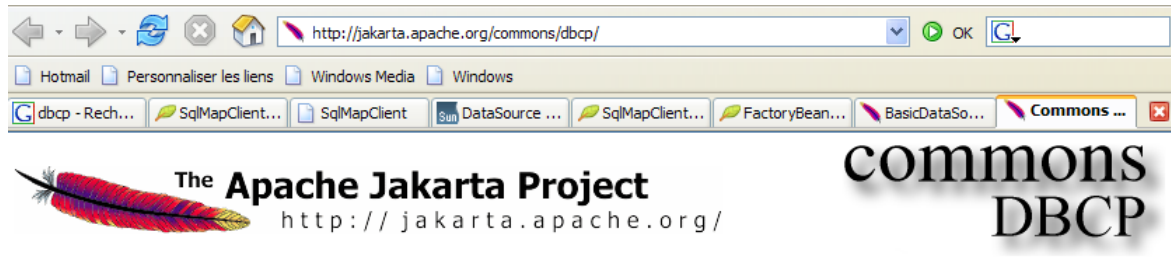 http://jakarta.apache.org/commons/dbcp/ OK G
Hotmail Personnaliser les liens Windows Media Windows
G dbcp - Rech... SqlMapClient... SqlMapClient Sun DataSource ... SqlMapClient... FactoryBean... BasicDataSo... Commons ...
The Apache Jakarta Project
http://jakarta.apache.org/
commons
DBCP